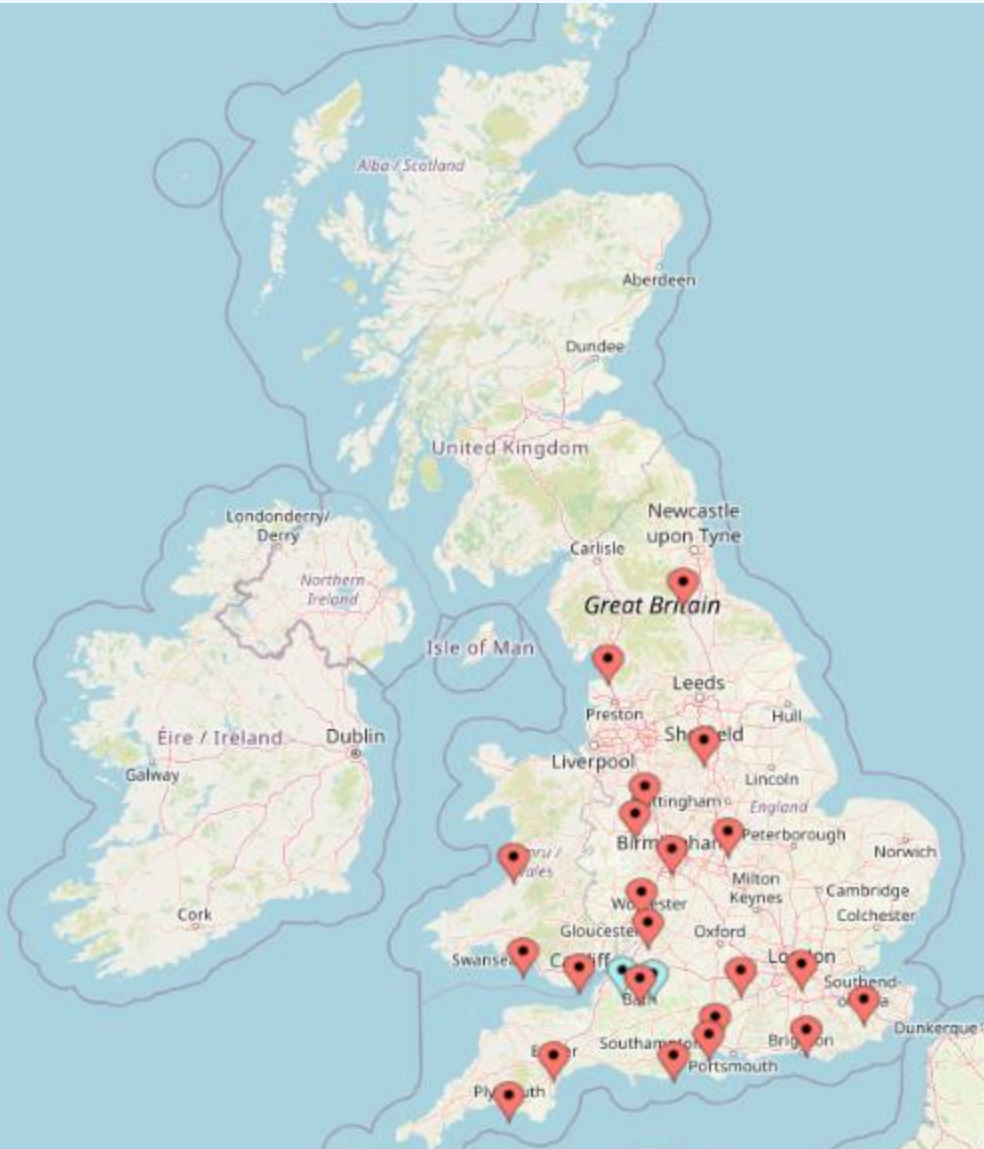 Alba / Scotland
Aberdeen
Dundee
United Kingdom
Newcastle
upon Tyne
Londonderry/
Derry
Carlisle
Northern
Ireland
Great Britain
Isle of Man
Leeds
Preston
Hull
Éire / Ireland
Dublin
Liverpool
Galway
Lincoln
ttingham
England
Peterborough
Norwich
Milton
Keynes
Cambridge
Colchester
Cork
Gloucester
Oxford
Swansea
Cardiff
London
Southend-
Bath
Dunkerque
Southampton
Portsmouth